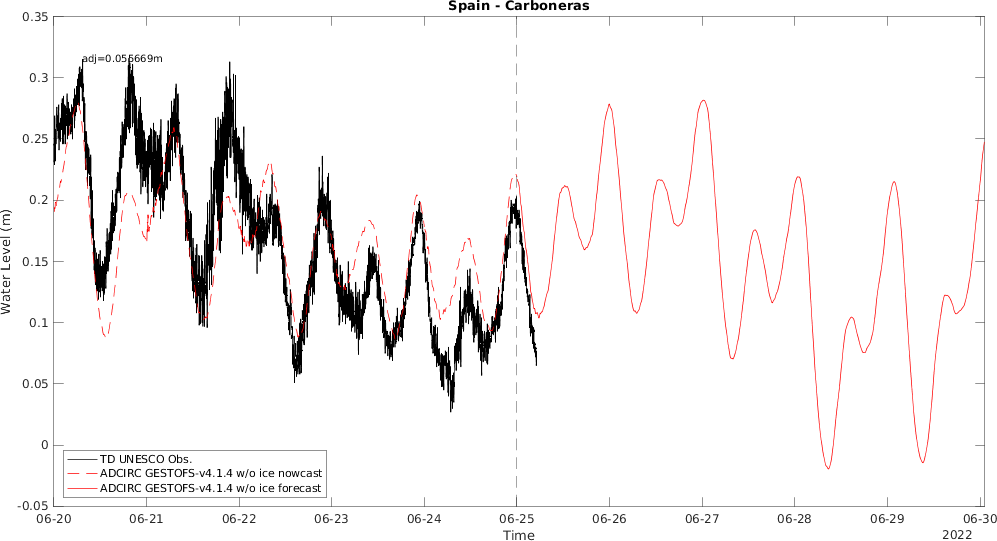 Spain - Carboneras
adj=0.055669m
0.35
0.3
0.25
0.2
0.15
0.1
0.05
0
-0.05
Water Level (m)
TD UNESCO Obs.
ADCIRC GESTOFS-v4.1.4 w/o ice nowcast
ADCIRC GESTOFS-v4.1.4 w/o ice forecast
06-20 06-21 06-22 06-23 06-24 06-25 06-26 06-27 06-28 06-29 06-30
Time
2022